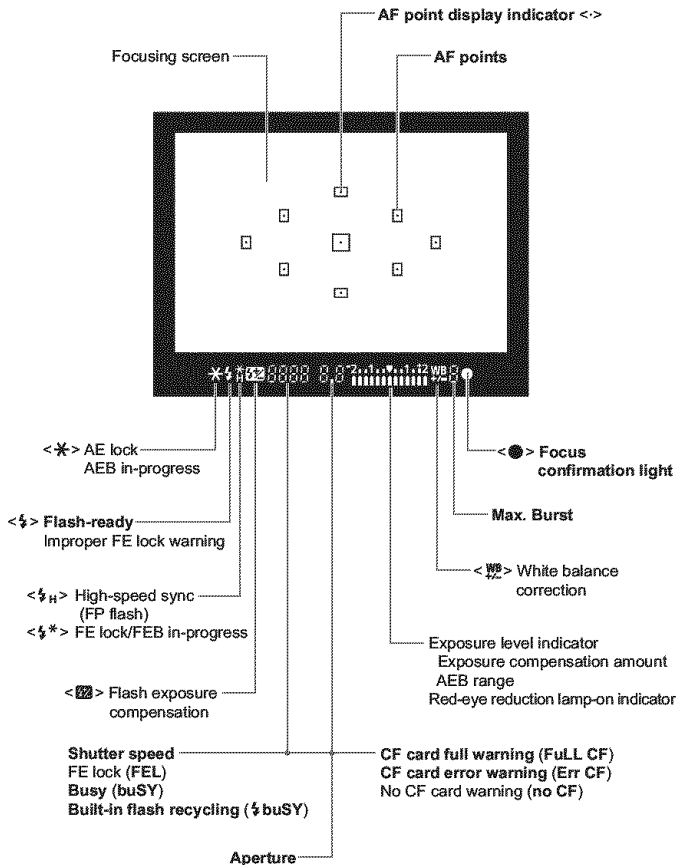 AF point display indicator <·>
Focusing screen
AF points
-2..1..▼..1..+2
WB
+/-
<✱> AE lock
AEB in-progress
<●> Focus
confirmation light
<⚡> Flash-ready
Improper FE lock warning
Max. Burst
<WB +/-> White balance
correction
<⚡H> High-speed sync
(FP flash)
<⚡*> FE lock/FEB in-progress
Exposure level indicator
Exposure compensation amount
AEB range
Red-eye reduction lamp-on indicator
<⚡±> Flash exposure
compensation
Shutter speed
FE lock (FEL)
Busy (buSY)
Built-in flash recycling (⚡buSY)
CF card full warning (FuLL CF)
CF card error warning (Err CF)
No CF card warning (no CF)
Aperture